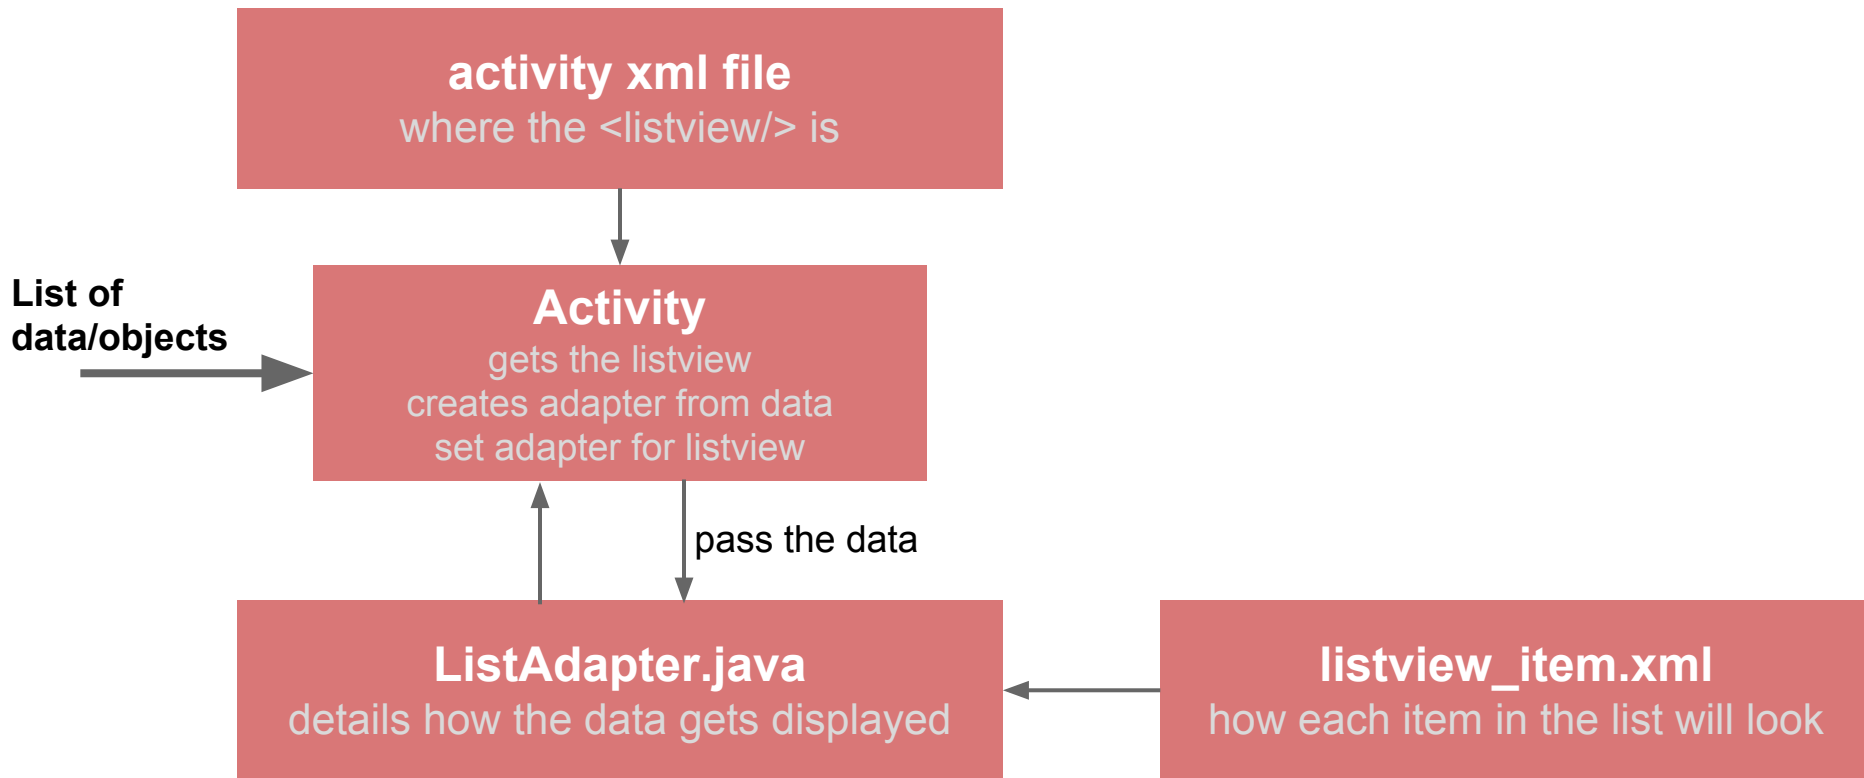 activity xml file
where the <listview/> is
List of
data/objects
Activity
gets the listview
creates adapter from data
set adapter for listview
pass the data
ListAdapter.java
details how the data gets displayed
listview_item.xml
how each item in the list will look